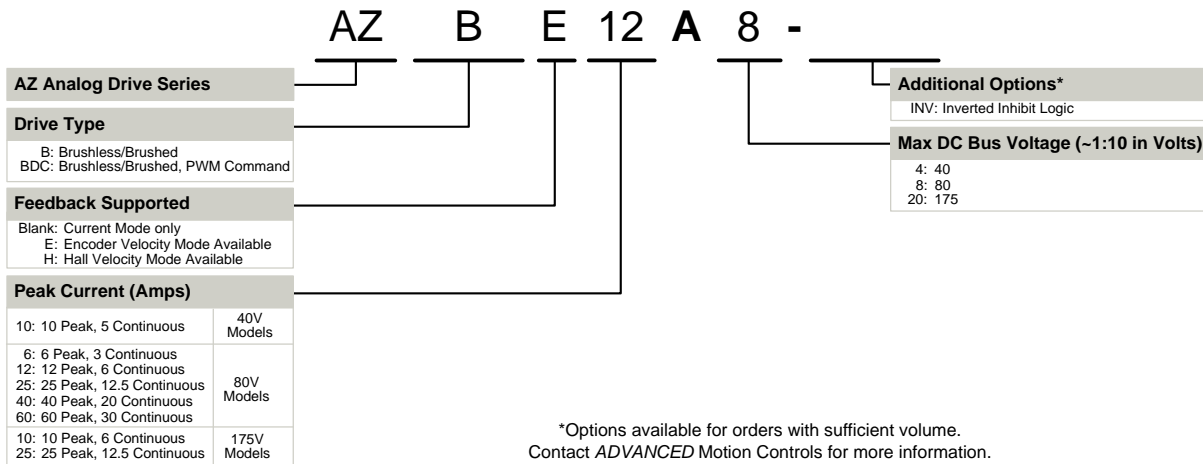 AZ B E 12 A 8 -
AZ Analog Drive Series
Drive Type
B: Brushless/Brushed
BDC: Brushless/Brushed, PWM Command
Feedback Supported
Blank: Current Mode only
E: Encoder Velocity Mode Available
H: Hall Velocity Mode Available
Peak Current (Amps)
10: 10 Peak, 5 Continuous
40V
Models
6: 6 Peak, 3 Continuous
12: 12 Peak, 6 Continuous
25: 25 Peak, 12.5 Continuous
40: 40 Peak, 20 Continuous
60: 60 Peak, 30 Continuous
80V
Models
10: 10 Peak, 6 Continuous
25: 25 Peak, 12.5 Continuous
175V
Models
Additional Options*
INV: Inverted Inhibit Logic
Max DC Bus Voltage (~1:10 in Volts)
4: 40
8: 80
20: 175
*Options available for orders with sufficient volume.
Contact ADVANCED Motion Controls for more information.